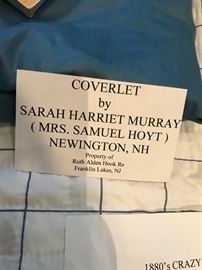 COVERLET
by
SARAH HARRIET MURRAY
( MRS. SAMUEL HOYT )
NEWINGTON, NH
Property of
Ruth Alden Hook Re
Franklin Lakes, NJ
1880's CRAZY